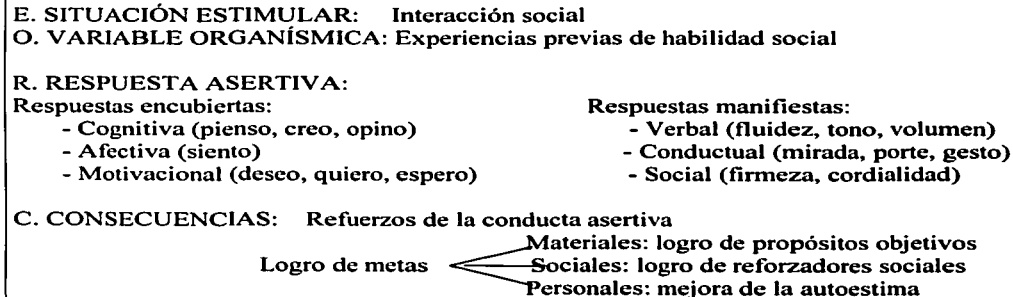 E. SITUACIÓN ESTIMULAR: Interacción social
O. VARIABLE ORGANÍSMICA: Experiencias previas de habilidad social
R. RESPUESTA ASERTIVA:
Respuestas encubiertas: Respuestas manifiestas:
- Cognitiva (pienso, creo, opino) - Verbal (fluidez, tono, volumen)
- Afectiva (siento) - Conductual (mirada, porte, gesto)
- Motivacional (deseo, quiero, espero) - Social (firmeza, cordialidad)
C. CONSECUENCIAS: Refuerzos de la conducta asertiva
Materiales: logro de propósitos objetivos
Logro de metas Sociales: logro de reforzadores sociales
Personales: mejora de la autoestima